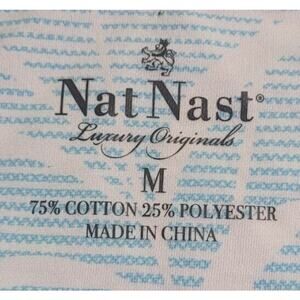 Nat Nast®
Luxury Originals
M
75% COTTON 25% POLYESTER
MADE IN CHINA